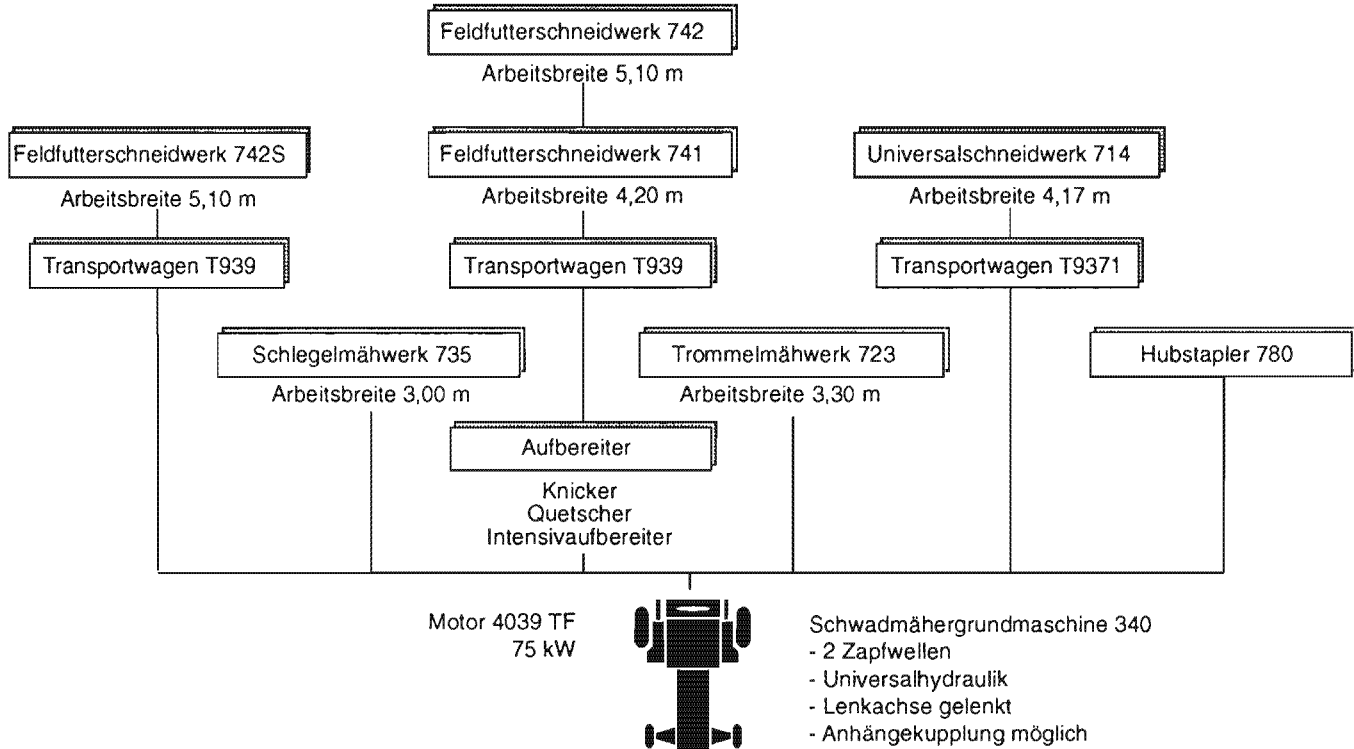 Feldfutterschneidwerk 742
Arbeitsbreite 5,10 m
Feldfutterschneidwerk 742S
Arbeitsbreite 5,10 m
Feldfutterschneidwerk 741
Arbeitsbreite 4,20 m
Universalschneidwerk 714
Arbeitsbreite 4,17 m
Transportwagen T939
Transportwagen T939
Transportwagen T9371
Schlegelmähwerk 735
Arbeitsbreite 3,00 m
Trommelmähwerk 723
Arbeitsbreite 3,30 m
Hubstapler 780
Aufbereiter
Knicker
Quetscher
Intensivaufbereiter
Motor 4039 TF
75 kW
Schwadmähergrundmaschine 340
- 2 Zapfwellen
- Universalhydraulik
- Lenkachse gelenkt
- Anhängekupplung möglich